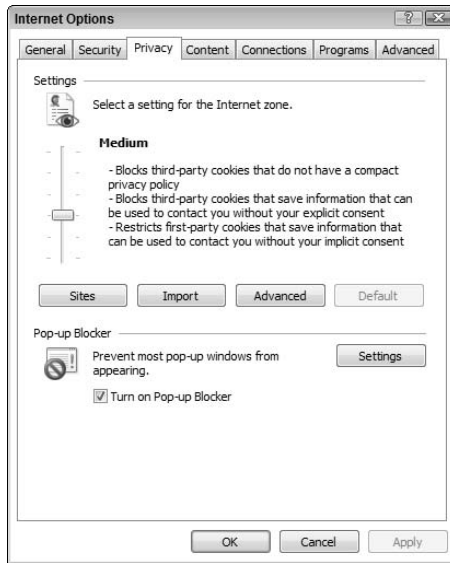 Internet Options
General Security Privacy Content Connections Programs Advanced
Settings
Select a setting for the Internet zone.
Medium
- Blocks third-party cookies that do not have a compact
privacy policy
- Blocks third-party cookies that save information that can
be used to contact you without your explicit consent
- Restricts first-party cookies that save information that
can be used to contact you without your implicit consent
Sites Import Advanced Default
Pop-up Blocker
Prevent most pop-up windows from
appearing.
Settings
Turn on Pop-up Blocker
OK Cancel Apply